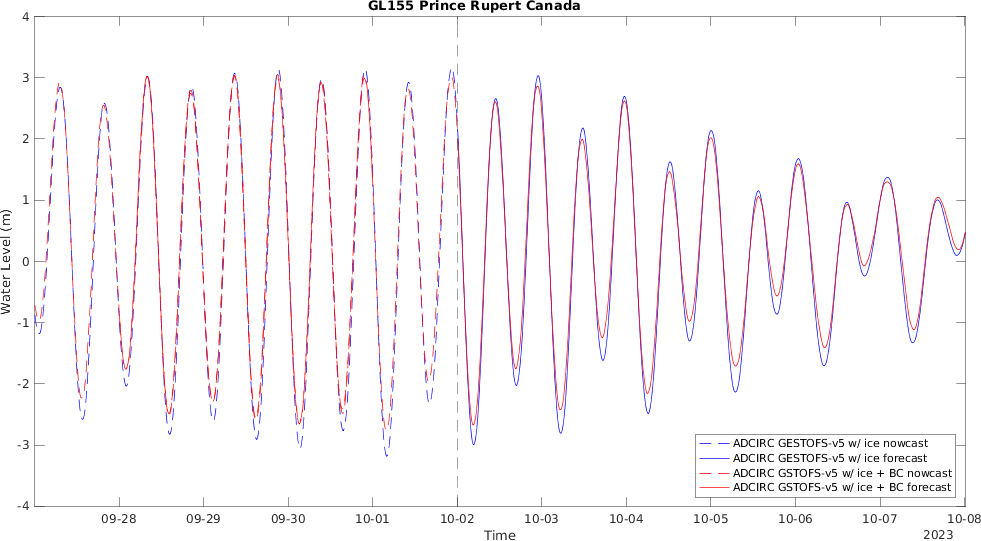 GL155 Prince Rupert Canada
4
3
2
1
0
-1
-2
-3
-4
Water Level (m)
ADCIRC GESTOFS-v5 w/ ice nowcast
ADCIRC GESTOFS-v5 w/ ice forecast
ADCIRC GSTOFS-v5 w/ ice + BC nowcast
ADCIRC GSTOFS-v5 w/ ice + BC forecast
09-28 09-29 09-30 10-01 10-02 10-03 10-04 10-05 10-06 10-07 10-08
Time
2023